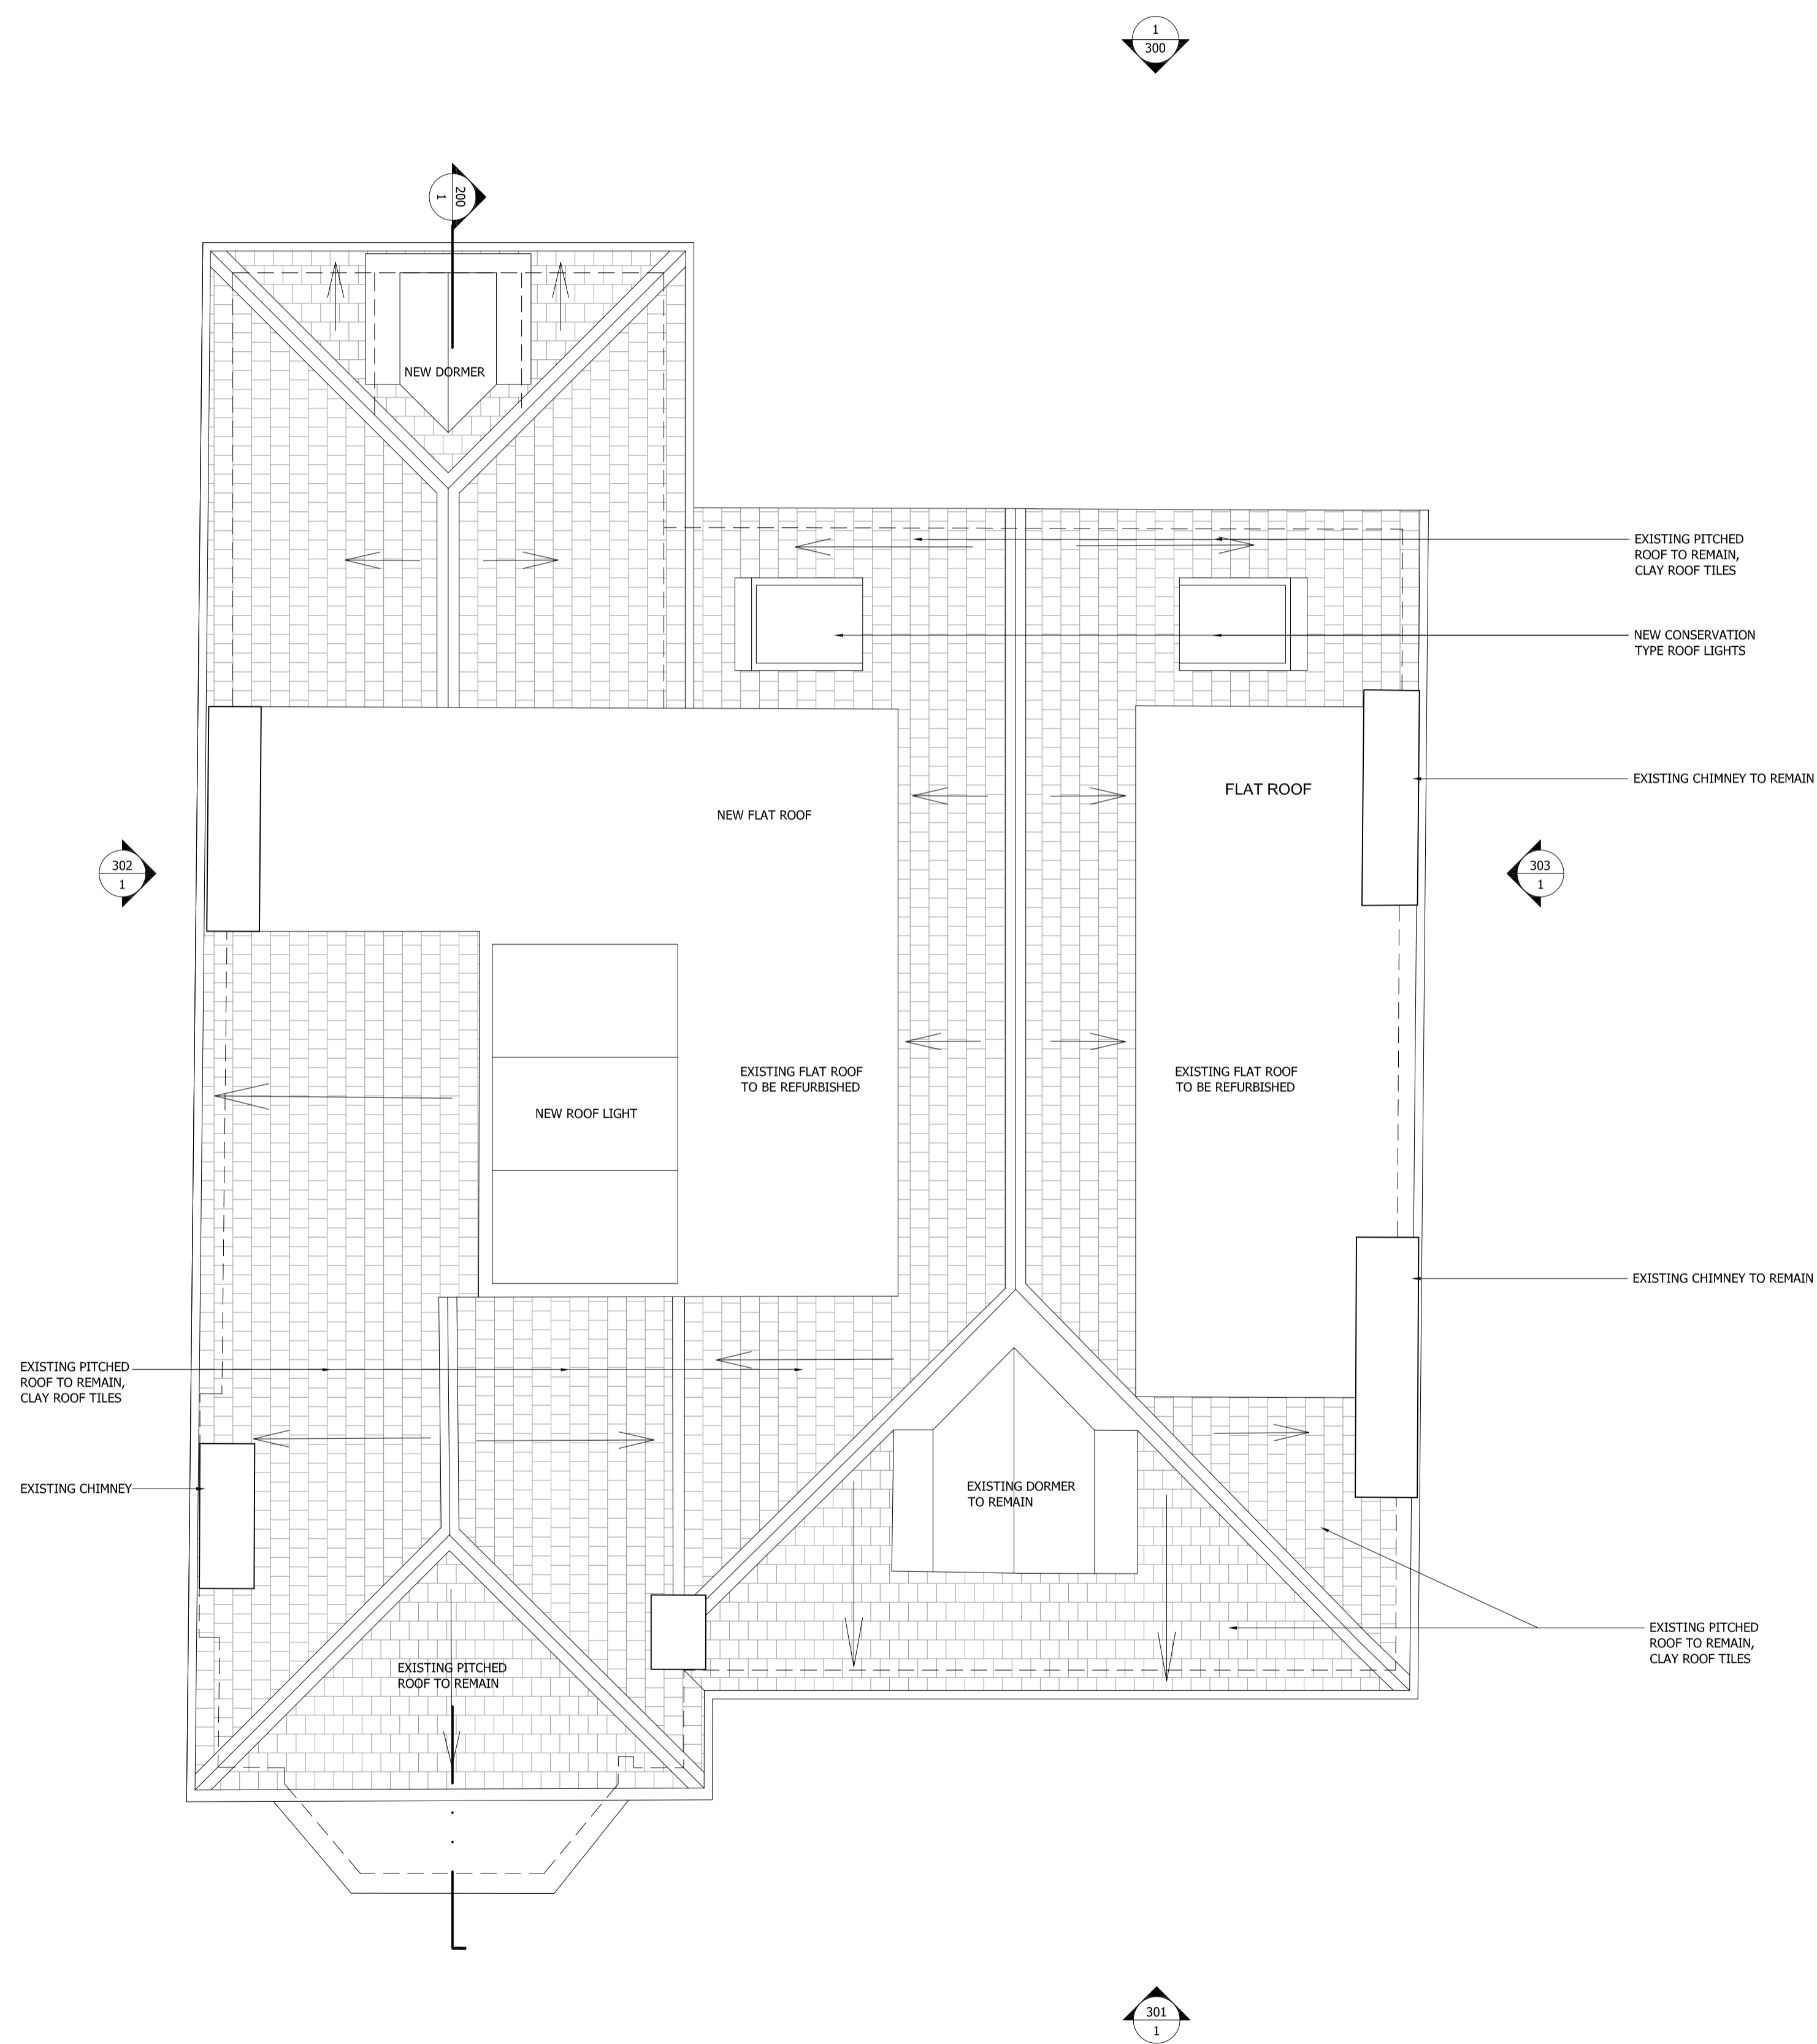 1
300
200
1
NEW DORMER
EXISTING PITCHED
ROOF TO REMAIN,
CLAY ROOF TILES
NEW CONSERVATION
TYPE ROOF LIGHTS
EXISTING CHIMNEY TO REMAIN
FLAT ROOF
NEW FLAT ROOF
302
1
303
1
EXISTING FLAT ROOF
TO BE REFURBISHED
EXISTING FLAT ROOF
TO BE REFURBISHED
NEW ROOF LIGHT
EXISTING CHIMNEY TO REMAIN
EXISTING PITCHED
ROOF TO REMAIN,
CLAY ROOF TILES
EXISTING CHIMNEY
EXISTING DORMER
TO REMAIN
EXISTING PITCHED
ROOF TO REMAIN,
CLAY ROOF TILES
EXISTING PITCHED
ROOF TO REMAIN
301
1